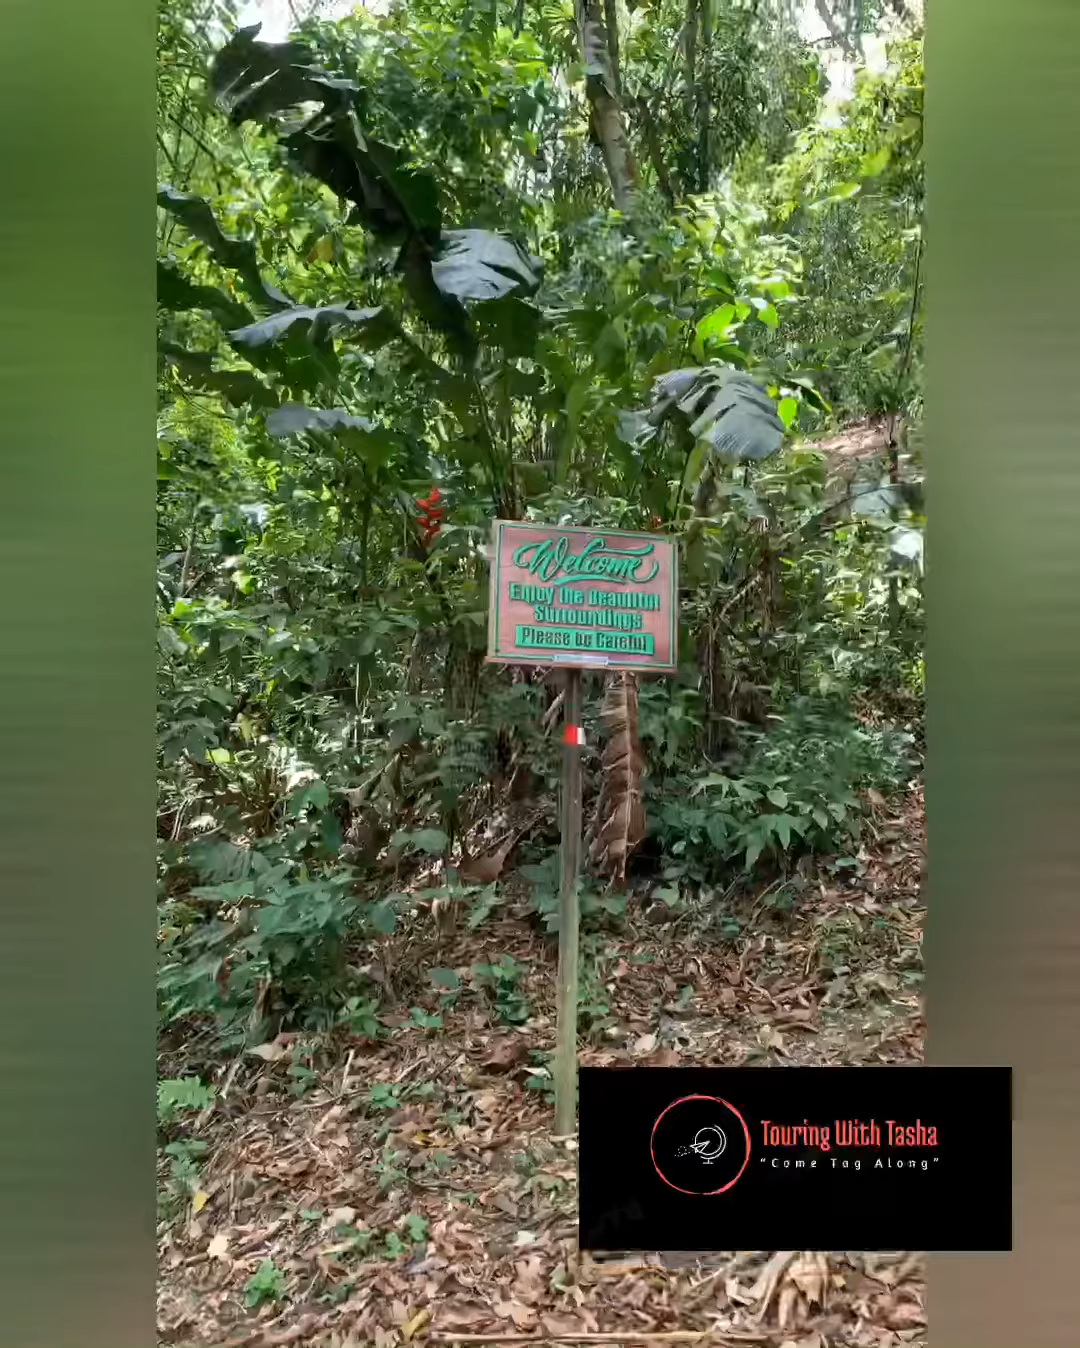 Welcome
Enjoy The Beautiful
Surroundings
Please be Careful
Touring With Tasha
"Come Tag Along"